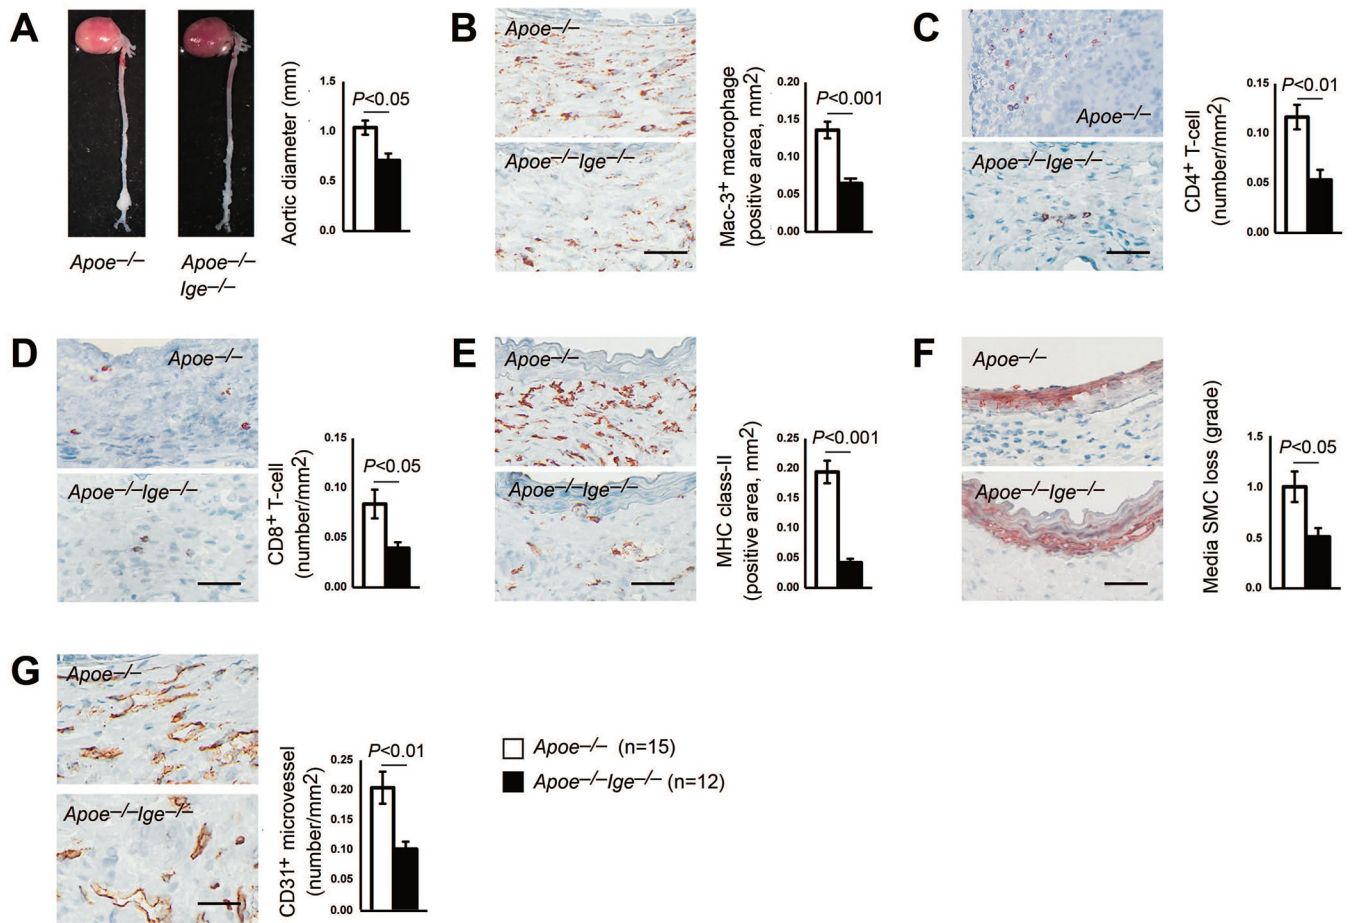 A
Apoe–/–
Apoe–/–
Ige–/–
Aortic diameter (mm)
1.5
1.0
0.5
0.0
P<0.05
B
Apoe–/–
Apoe–/–Ige–/–
Mac-3+ macrophage
(positive area, mm2)
0.20
0.15
0.10
0.05
0.00
P<0.001
C
Apoe–/–
Apoe–/–Ige–/–
CD4+ T-cell
(number/mm2)
0.15
0.10
0.05
0.00
P<0.01
D
Apoe–/–
Apoe–/–Ige–/–
CD8+ T-cell
(number/mm2)
0.15
0.10
0.05
0.00
P<0.05
E
Apoe–/–
Apoe–/–Ige–/–
MHC class-II
(positive area, mm2)
0.25
0.20
0.15
0.10
0.05
0.00
P<0.001
F
Apoe–/–
Apoe–/–Ige–/–
Media SMC loss (grade)
1.5
1.0
0.5
0.0
P<0.05
G
Apoe–/–
Apoe–/–Ige–/–
CD31+ microvessel
(number/mm2)
0.25
0.20
0.15
0.10
0.05
0.00
P<0.01
Apoe–/– (n=15)
Apoe–/–Ige–/– (n=12)